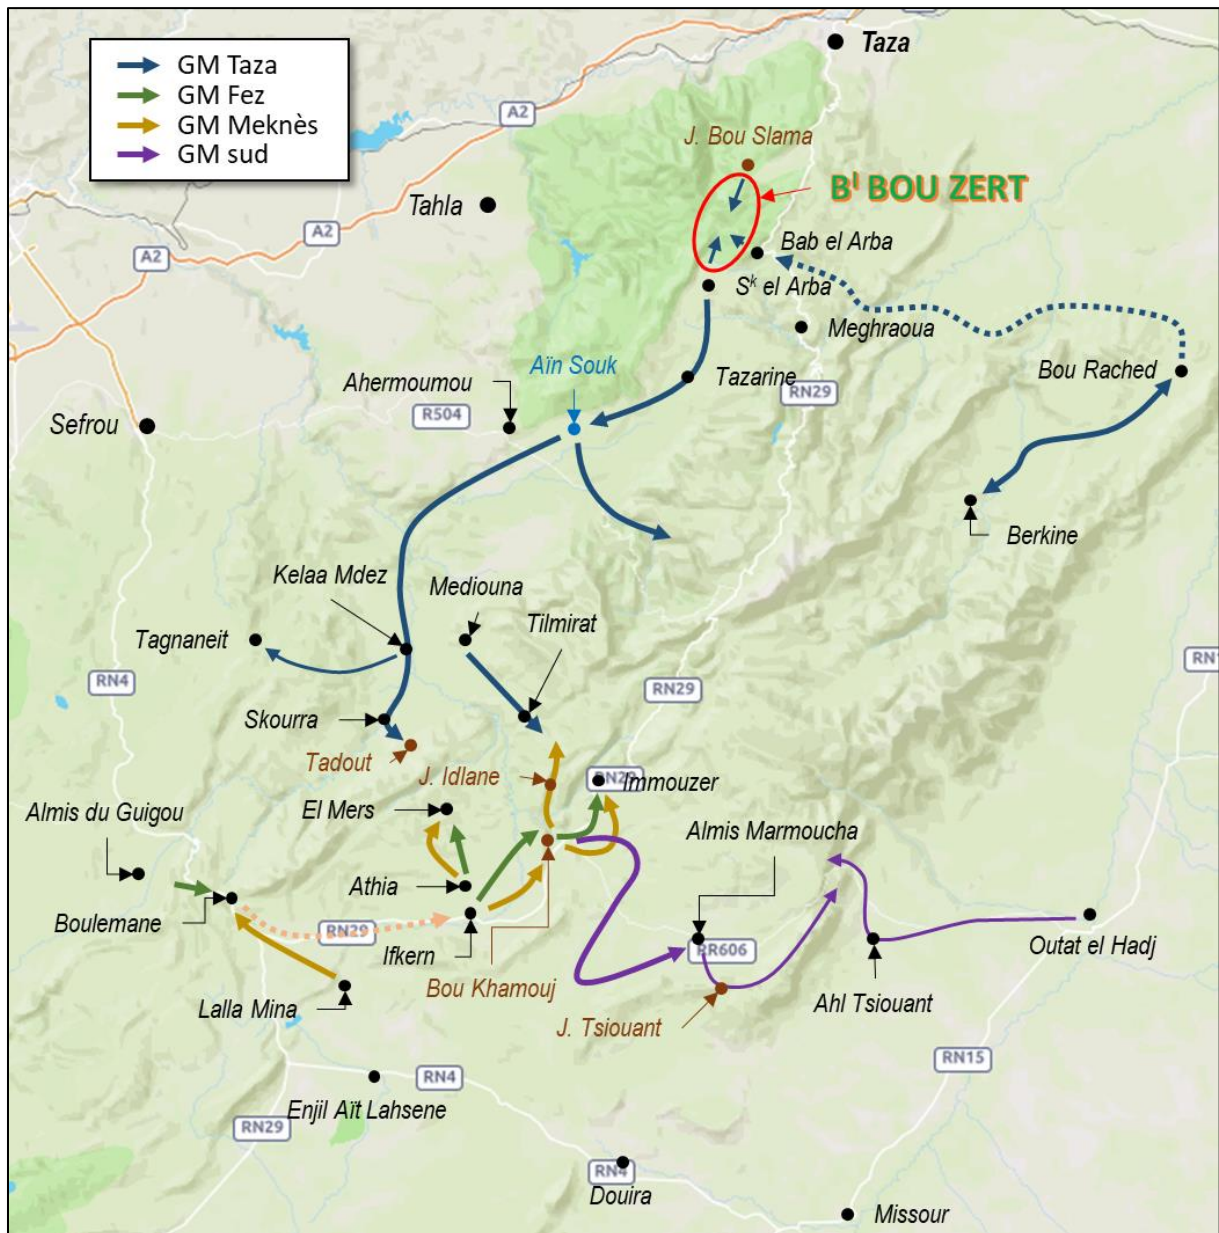 GM Taza
GM Fez
GM Meknès
GM sud
Taza
A2
J. Bou Slama
Bˡ BOU ZERT
Tahla
A2
A2
Bab el Arba
Sᵏ el Arba
Meghraoua
Aïn Souk
Ahermoumou
Tazarine
Bou Rached
RN29
R504
Sefrou
Berkine
Kelaa Mdez
Mediouna
Tilmirat
Tagnaneit
RN4
RN29
RN1
Skourra
Tadout
J. Idlane
RN29
Immouzer
El Mers
Almis du Guigou
Almis Marmoucha
Athia
Boulemane
RN29
Ifkern
RR606
Outat el Hadj
Bou Khamouj
Lalla Mina
J. Tsiouant
Ahl Tsiouant
RN15
RN4
Enjil Aït Lahsene
RN29
RN4
Douira
Missour